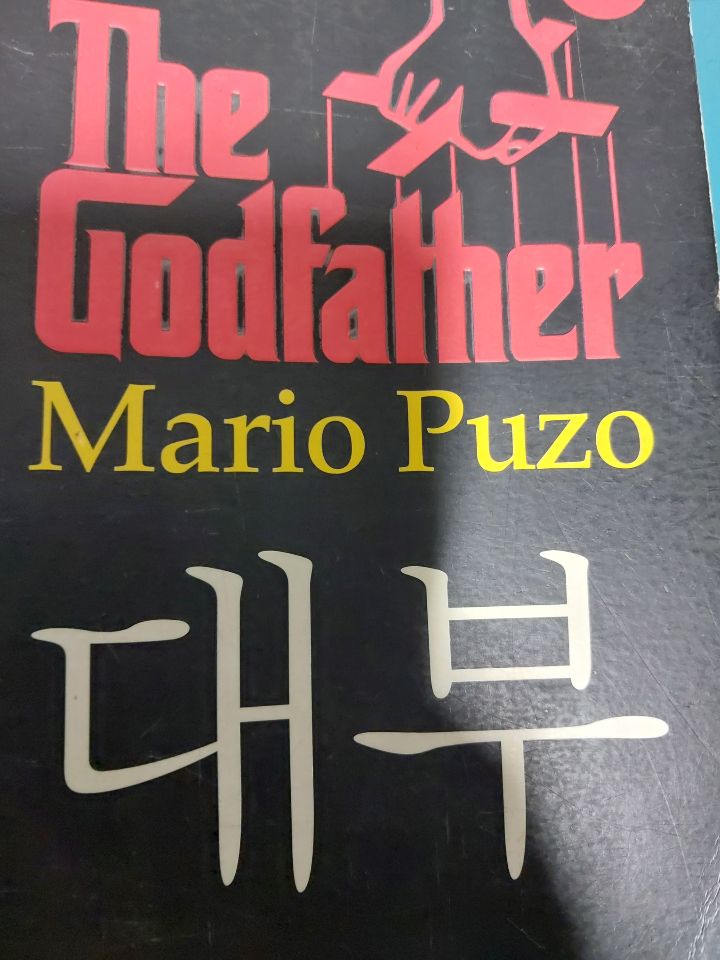 The
Godfather
Mario Puzo
대부